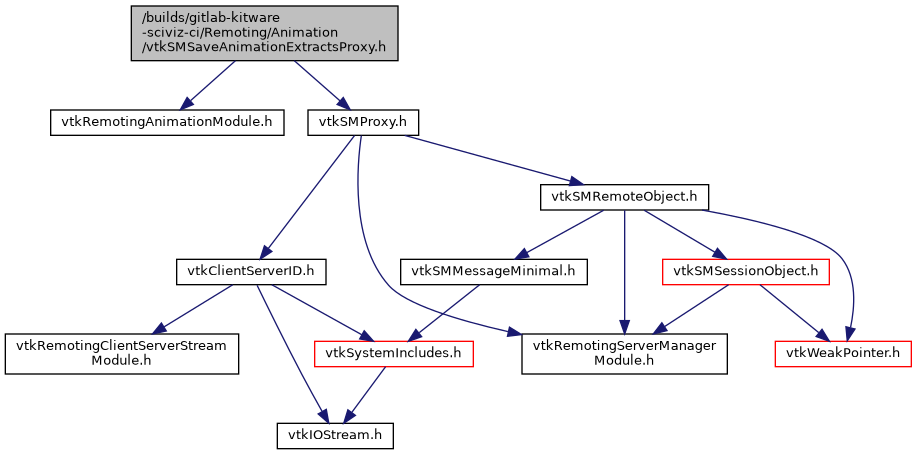 /builds/gitlab-kitware
-sciviz-ci/Remoting/Animation
/vtkSMSaveAnimationExtractsProxy.h
vtkRemotingAnimationModule.h
vtkSMProxy.h
vtkSMRemoteObject.h
vtkClientServerID.h
vtkSMMessageMinimal.h
vtkSMSessionObject.h
vtkRemotingClientServerStream
Module.h
vtkSystemIncludes.h
vtkRemotingServerManager
Module.h
vtkWeakPointer.h
vtkIOStream.h